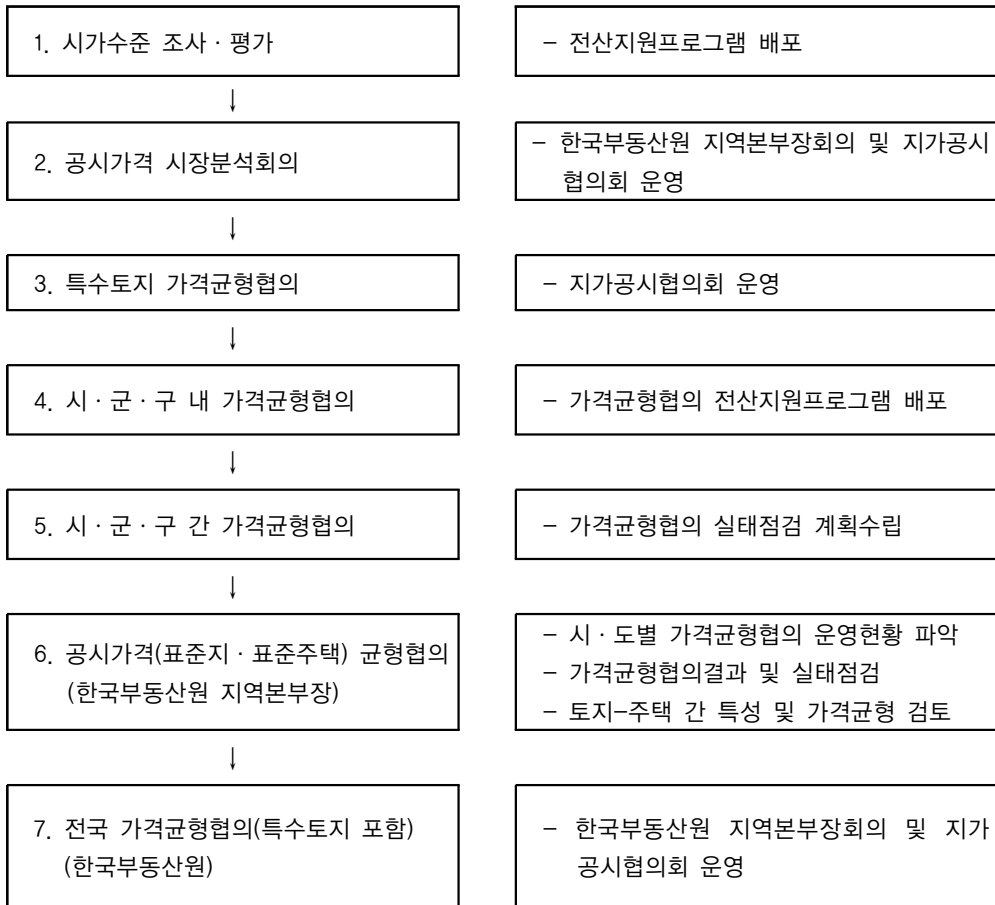 1. 시가수준 조사 · 평가
– 전산지원프로그램 배포
↓
2. 공시가격 시장분석회의
– 한국부동산원 지역본부장회의 및 지가공시
협의회 운영
↓
3. 특수토지 가격균형협의
– 지가공시협의회 운영
↓
4. 시 · 군 · 구 내 가격균형협의
– 가격균형협의 전산지원프로그램 배포
↓
5. 시 · 군 · 구 간 가격균형협의
– 가격균형협의 실태점검 계획수립
↓
6. 공시가격(표준지 · 표준주택) 균형협의
(한국부동산원 지역본부장)
– 시 · 도별 가격균형협의 운영현황 파악
– 가격균형협의결과 및 실태점검
– 토지–주택 간 특성 및 가격균형 검토
↓
7. 전국 가격균형협의(특수토지 포함)
(한국부동산원)
– 한국부동산원 지역본부장회의 및 지가
공시협의회 운영